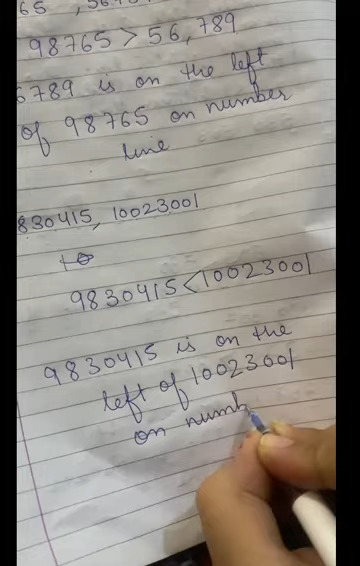 98765 > 56,789
6789 is on the left
of 98765 on number
line
830415, 10023001
9830415 < 10023001
9830415 is on the
left of 10023001
on numb